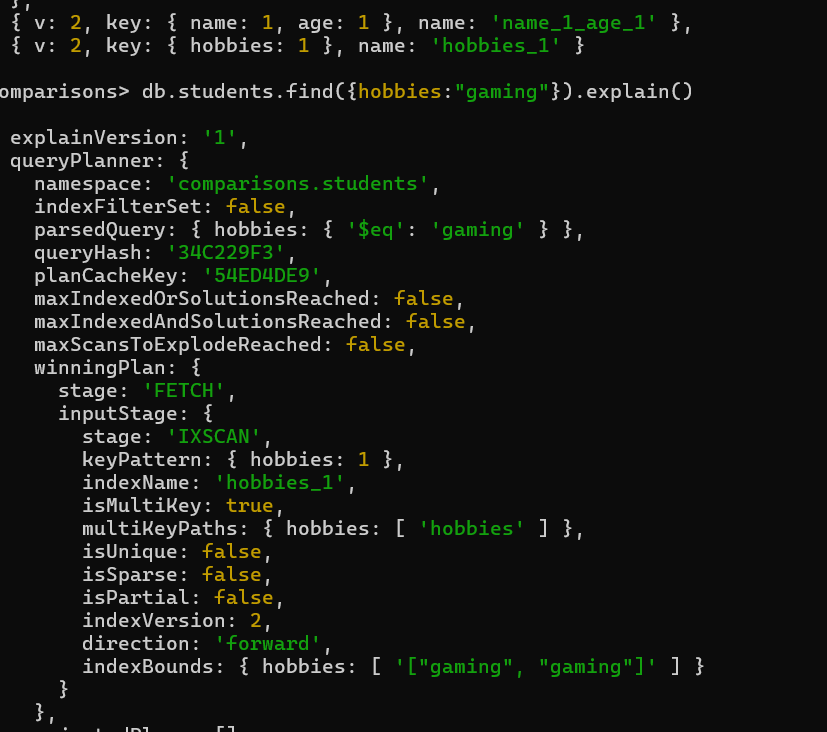 },
{ v: 2, key: { name: 1, age: 1 }, name: 'name_1_age_1' },
{ v: 2, key: { hobbies: 1 }, name: 'hobbies_1' }
omparisons> db.students.find({hobbies:"gaming"}).explain()
explainVersion: '1',
queryPlanner: {
namespace: 'comparisons.students',
indexFilterSet: false,
parsedQuery: { hobbies: { '$eq': 'gaming' } },
queryHash: '34C229F3',
planCacheKey: '54ED4DE9',
maxIndexedOrSolutionsReached: false,
maxIndexedAndSolutionsReached: false,
maxScansToExplodeReached: false,
winningPlan: {
stage: 'FETCH',
inputStage: {
stage: 'IXSCAN',
keyPattern: { hobbies: 1 },
indexName: 'hobbies_1',
isMultiKey: true,
multiKeyPaths: { hobbies: [ 'hobbies' ] },
isUnique: false,
isSparse: false,
isPartial: false,
indexVersion: 2,
direction: 'forward',
indexBounds: { hobbies: [ '["gaming", "gaming"]' ] }
}
},